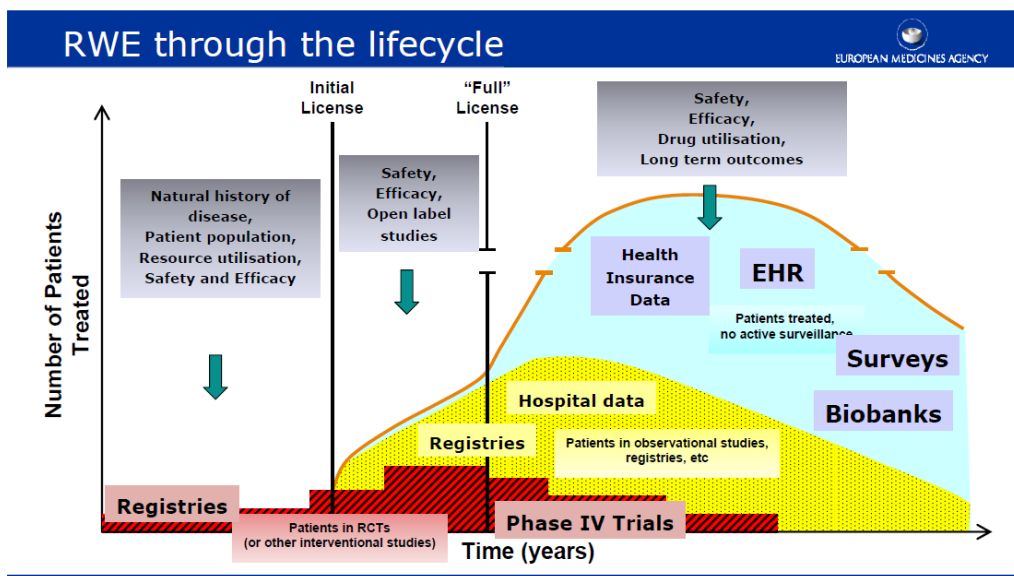 RWE through the lifecycle
EUROPEAN MEDICINES AGENCY
Initial
License
“Full”
License
Safety,
Efficacy,
Drug utilisation,
Long term outcomes
Natural history of
disease,
Patient population,
Resource utilisation,
Safety and Efficacy
Safety,
Efficacy,
Open label
studies
Number of Patients
Treated
Health
Insurance
Data
EHR
Patients treated,
no active surveillance
Surveys
Biobanks
Hospital data
Registries
Patients in observational studies,
registries, etc
Registries
Patients in RCTs
(or other interventional studies)
Phase IV Trials
Time (years)